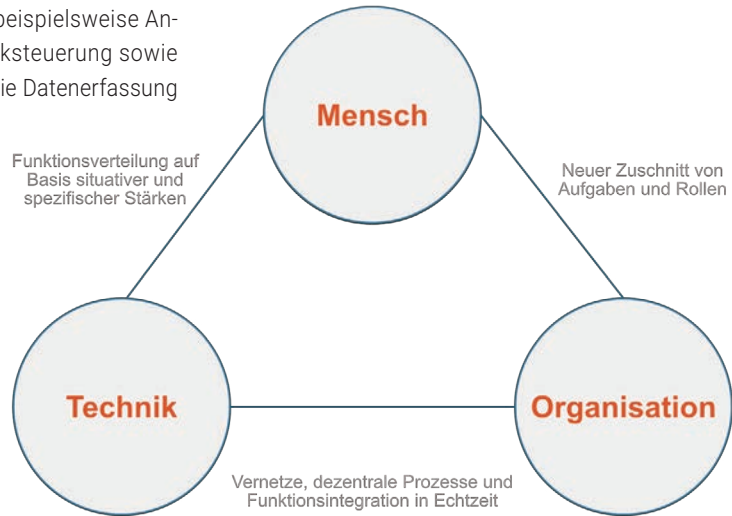 beispielsweise An-
ksteuerung sowie
ie Datenerfassung
Mensch
Funktionsverteilung auf
Basis situativer und
spezifischer Stärken
Neuer Zuschnitt von
Aufgaben und Rollen
Technik
Organisation
Vernetze, dezentrale Prozesse und
Funktionsintegration in Echtzeit